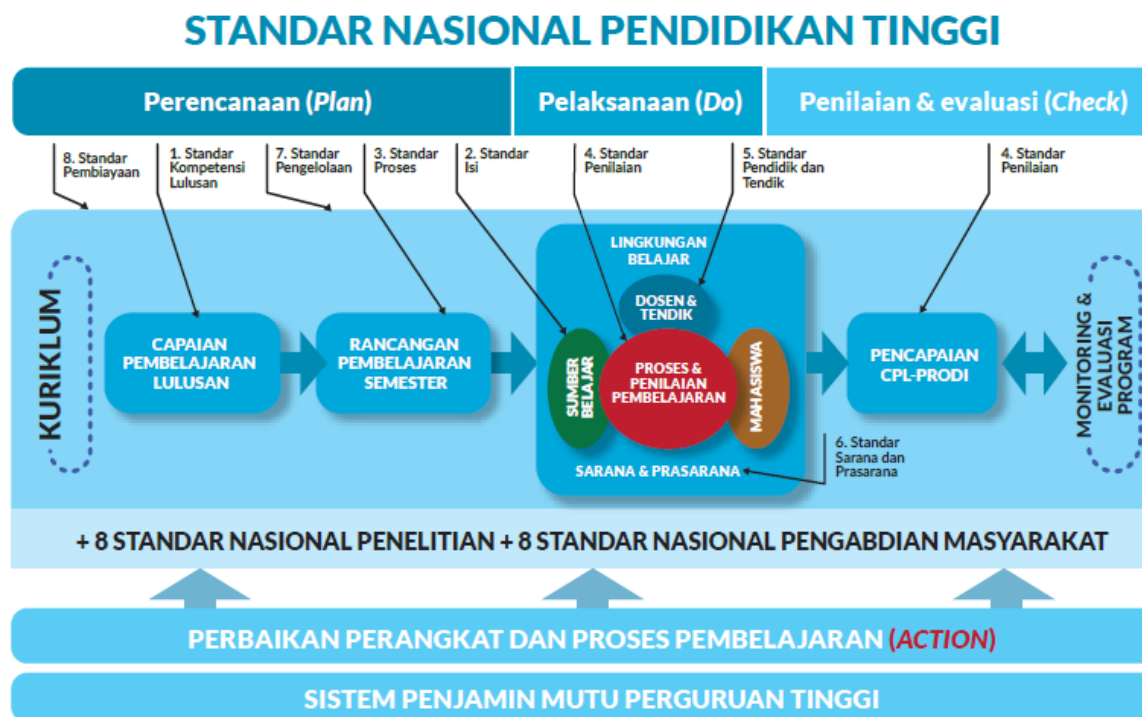 STANDAR NASIONAL PENDIDIKAN TINGGI
Perencanaan (Plan)
Pelaksanaan (Do)
Penilaian & evaluasi (Check)
8. Standar
Pembiayaan
1. Standar
Kompetensi
Lulusan
7. Standar
Pengelolaan
3. Standar
Proses
2. Standar
Isi
4. Standar
Penilaian
5. Standar
Pendidik dan
Tendik
4. Standar
Penilaian
KURIKLUM
CAPAIAN
PEMBELAJARAN
LULUSAN
RANCANGAN
PEMBELAJARAN
SEMESTER
LINGKUNGAN
BELAJAR
DOSEN &
TENDIK
SUMBER
BELAJAR
PROSES &
PENILAIAN
PEMBELAJARAN
MAHASISWA
SARANA & PRASARANA
PENCAPAIAN
CPL-PRODI
6. Standar
Sarana dan
Prasarana
MONITORING &
EVALUASI
PROGRAM
+ 8 STANDAR NASIONAL PENELITIAN + 8 STANDAR NASIONAL PENGABDIAN MASYARAKAT
PERBAIKAN PERANGKAT DAN PROSES PEMBELAJARAN (ACTION)
SISTEM PENJAMIN MUTU PERGURUAN TINGGI